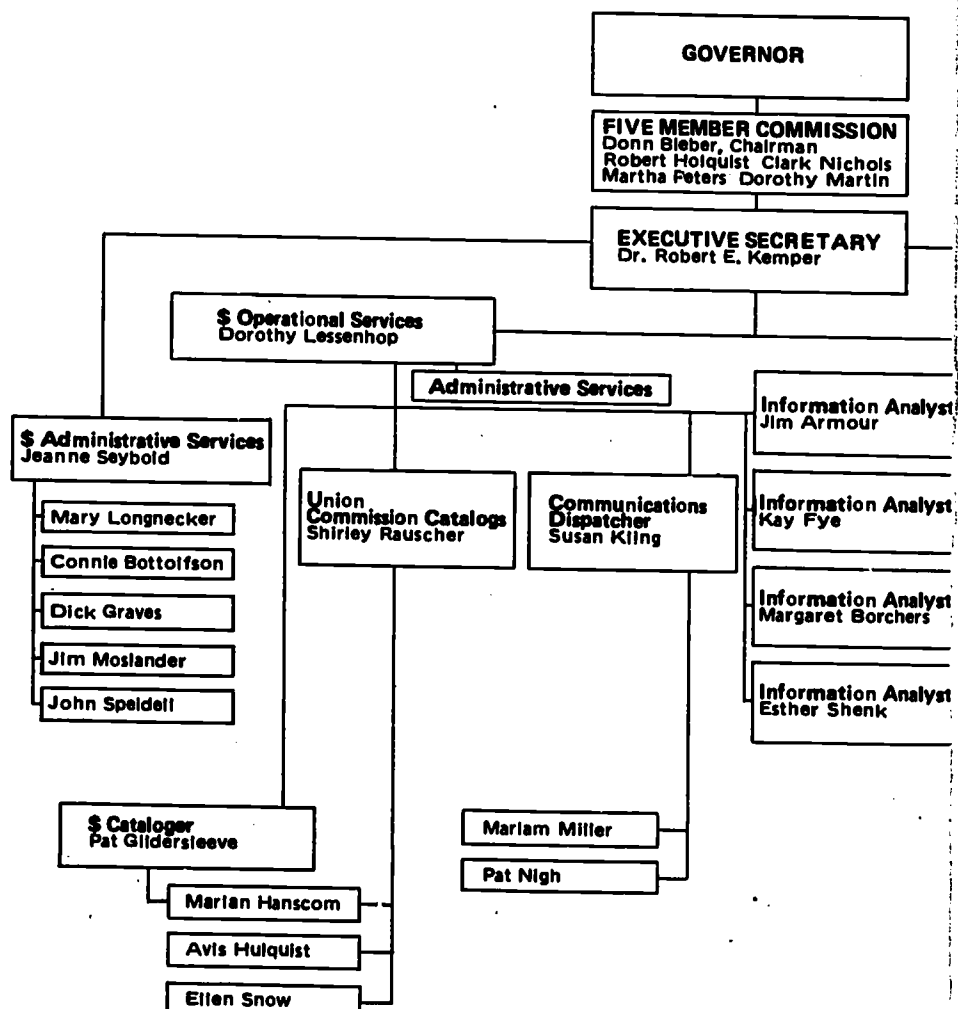 GOVERNOR
FIVE MEMBER COMMISSION
Donn Bieber, Chairman
Robert Holquist Clark Nichols
Martha Peters Dorothy Martin
EXECUTIVE SECRETARY
Dr. Robert E. Kemper
$ Operational Services
Dorothy Lessenhop
Administrative Services
$ Administrative Services
Jeanne Seybold
Mary Longnecker
Connie Bottolfson
Dick Graves
Jim Moslander
John Speidell
Union
Commission Catalogs
Shirley Rauscher
Communications
Dispatcher
Susan Kling
Information Analyst
Jim Armour
Information Analyst
Kay Fye
Information Analyst
Margaret Borchers
Information Analyst
Esther Shenk
$ Cataloger
Pat Gildersleeve
Marian Hanscom
Avis Hulquist
Ellen Snow
Mariam Miller
Pat Nigh